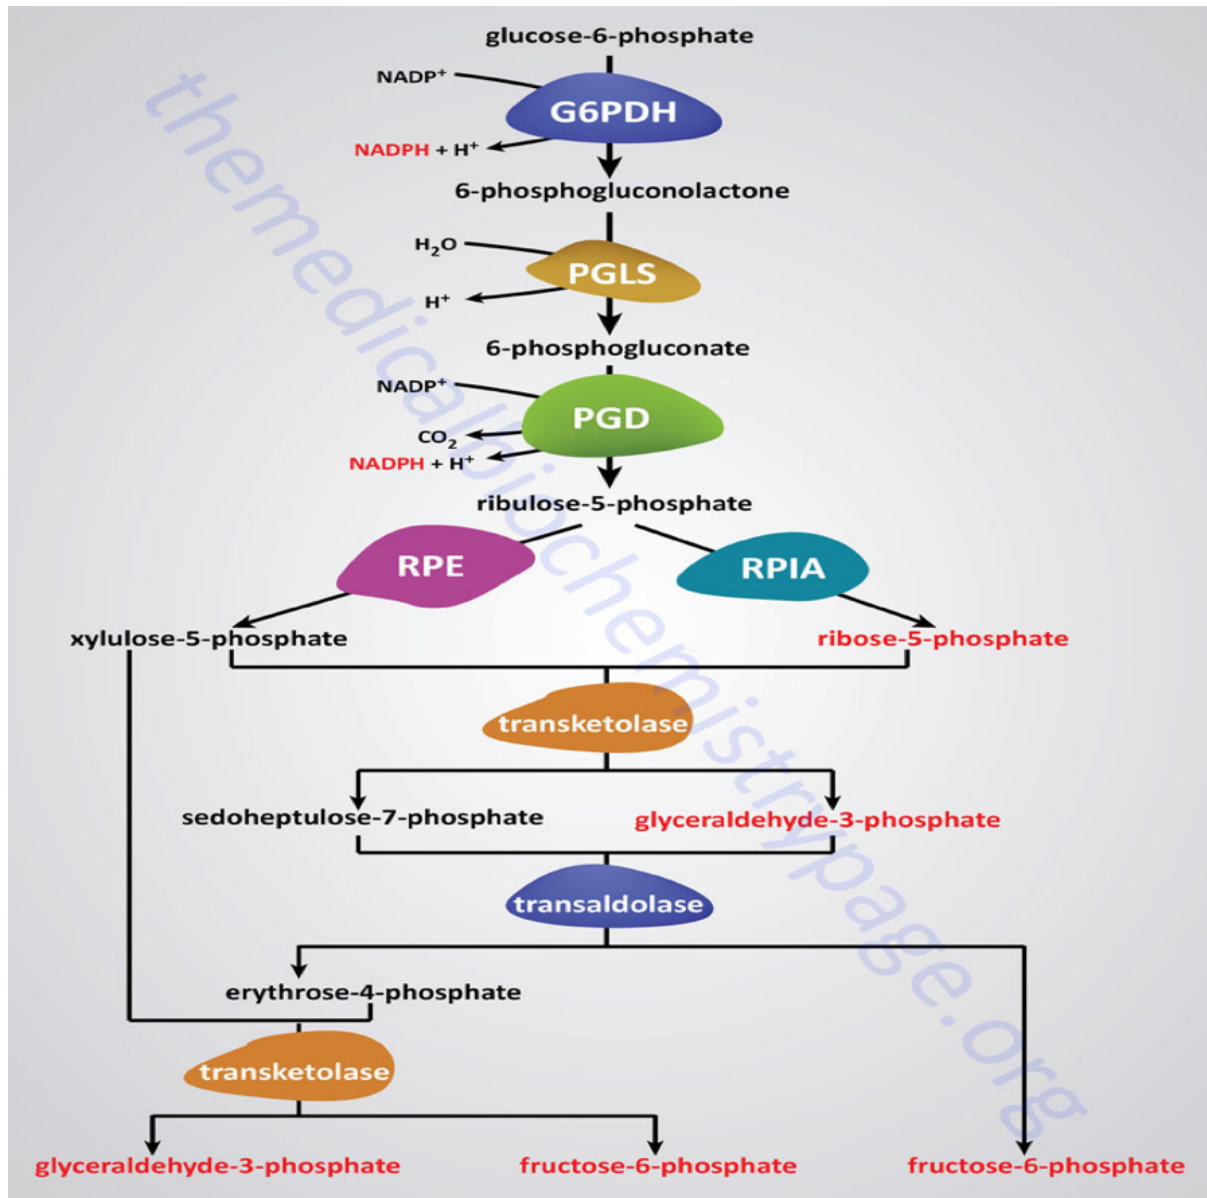 glucose-6-phosphate
NADP⁺
G6PDH
NADPH + H⁺
6-phosphogluconolactone
H₂O
PGLS
H⁺
6-phosphogluconate
NADP⁺
PGD
CO₂
NADPH + H⁺
ribulose-5-phosphate
RPE
RPIA
xylulose-5-phosphate
ribose-5-phosphate
transketolase
sedoheptulose-7-phosphate
glyceraldehyde-3-phosphate
transaldolase
erythrose-4-phosphate
transketolase
glyceraldehyde-3-phosphate
fructose-6-phosphate
fructose-6-phosphate
themedicalbiochemistrypage.org